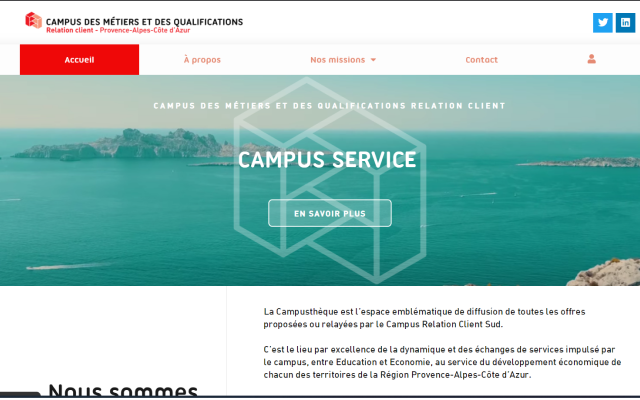 CAMPUS DES MÉTIERS ET DES QUALIFICATIONS
Relation client - Provence-Alpes-Côte d'Azur
Accueil
À propos
Nos missions
Contact
CAMPUS DES MÉTIERS ET DES QUALIFICATIONS RELATION CLIENT
CAMPUS SERVICE
EN SAVOIR PLUS
La Campusthèque est l'espace emblématique de diffusion de toutes les offres
proposées ou relayées par le Campus Relation Client Sud.
C'est le lieu par excellence de la dynamique et des échanges de services impulsé par
le campus, entre Education et Economie, au service du développement économique de
chacun des territoires de la Région Provence-Alpes-Côte d'Azur.
Nous sommes